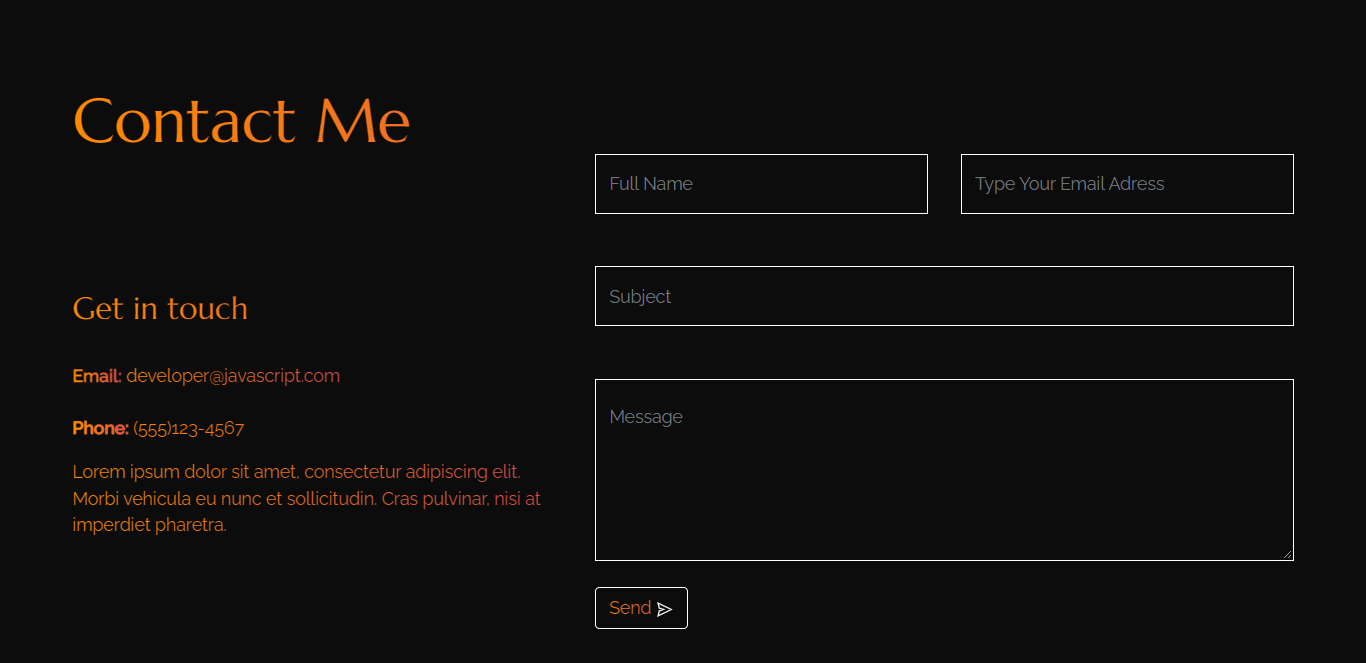 Contact Me
Get in touch
Email: developer@javascript.com
Phone: (555)123-4567
Lorem ipsum dolor sit amet, consectetur adipiscing elit.
Morbi vehicula eu nunc et sollicitudin. Cras pulvinar, nisi at
imperdiet pharetra.
Full Name
Type Your Email Adress
Subject
Message
Send